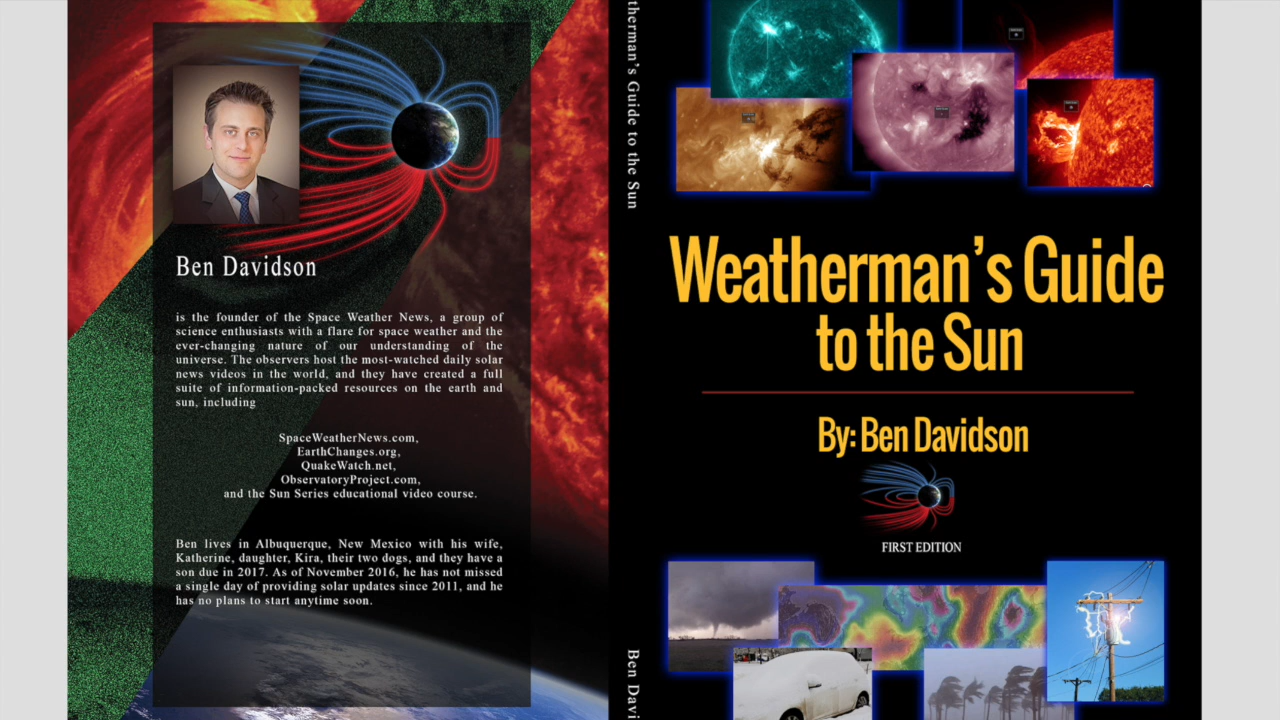 Ben Davidson
is the founder of the Space Weather News, a group of
science enthusiasts with a flare for space weather and the
ever-changing nature of our understanding of the
universe. The observers host the most-watched daily solar
news videos in the world, and they have created a full
suite of information-packed resources on the earth and
sun, including
SpaceWeatherNews.com,
EarthChanges.org,
QuakeWatch.net,
ObservatoryProject.com,
and the Sun Series educational video course.
Ben lives in Albuquerque, New Mexico with his wife,
Katherine, daughter, Kira, their two dogs, and they have a
son due in 2017. As of November 2016, he has not missed
a single day of providing solar updates since 2011, and he
has no plans to start anytime soon.
therman's Guide to the Sun
Ben Davi
Weatherman's Guide
to the Sun
By: Ben Davidson
FIRST EDITION